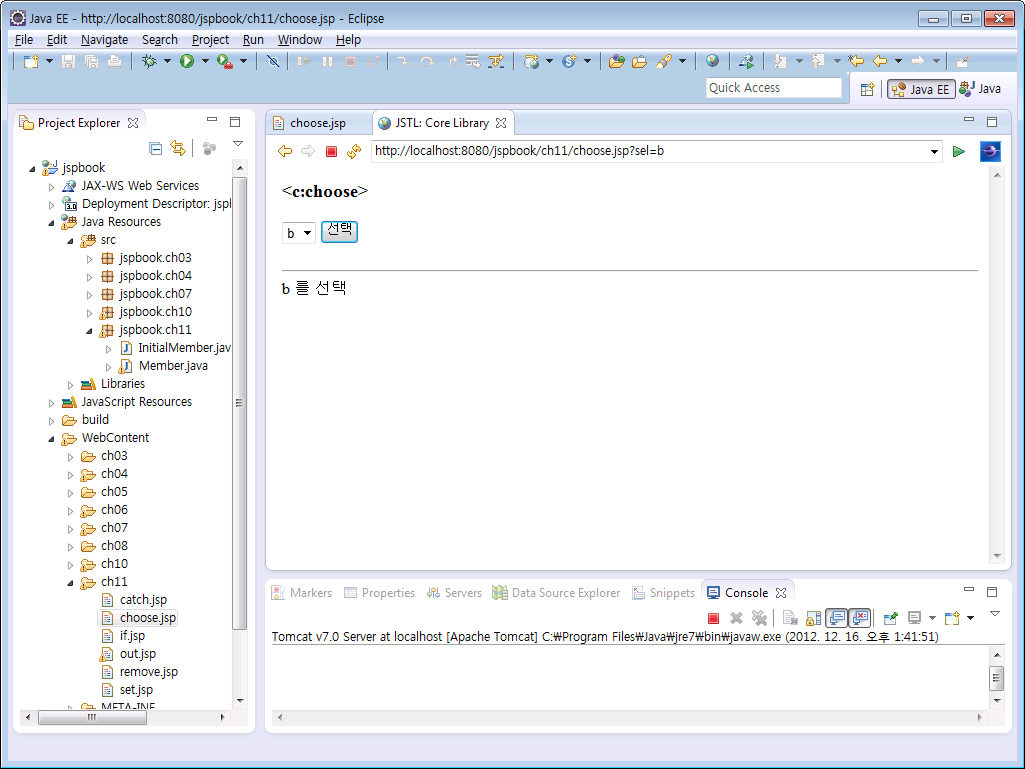 Java EE - http://localhost:8080/jspbook/ch11/choose.jsp - Eclipse
File Edit Navigate Search Project Run Window Help
Quick Access
Java EE Java
Project Explorer
jspbook
JAX-WS Web Services
3.0 Deployment Descriptor: jspl
Java Resources
src
jspbook.ch03
jspbook.ch04
jspbook.ch07
jspbook.ch10
jspbook.ch11
InitialMember.jav
Member.java
Libraries
JavaScript Resources
build
WebContent
ch03
ch04
ch05
ch06
ch07
ch08
ch10
ch11
catch.jsp
choose.jsp
if.jsp
out.jsp
remove.jsp
set.jsp
META-INF
choose.jsp JSTL: Core Library
http://localhost:8080/jspbook/ch11/choose.jsp?sel=b
<c:choose>
b 선택
b 를 선택
Markers Properties Servers Data Source Explorer Snippets Console
Tomcat v7.0 Server at localhost [Apache Tomcat] C:₩Program Files₩Java₩jre7₩bin₩javaw.exe (2012. 12. 16. 오후 1:41:51)